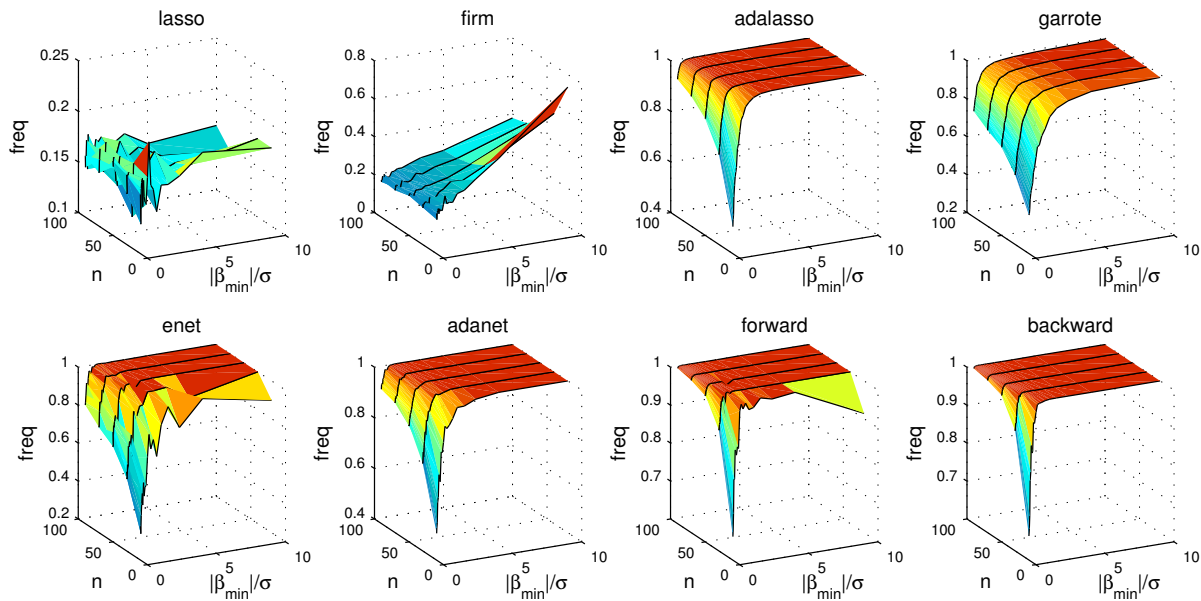 lasso
0.25
0.2
0.15
0.1
freq
100
50
0
n
0
5
10
|β_min|/σ
firm
0.8
0.6
0.4
0.2
0
freq
100
50
0
n
0
5
10
|β_min|/σ
adalasso
1
0.8
0.6
0.4
freq
100
50
0
n
0
5
10
|β_min|/σ
garrote
1
0.8
0.6
0.4
0.2
freq
100
50
0
n
0
5
10
|β_min|/σ
enet
1
0.8
0.6
0.4
0.2
freq
100
50
0
n
0
5
10
|β_min|/σ
adanet
1
0.8
0.6
0.4
freq
100
50
0
n
0
5
10
|β_min|/σ
forward
1
0.9
0.8
0.7
freq
100
50
0
n
0
5
10
|β_min|/σ
backward
1
0.9
0.8
0.7
freq
100
50
0
n
0
5
10
|β_min|/σ